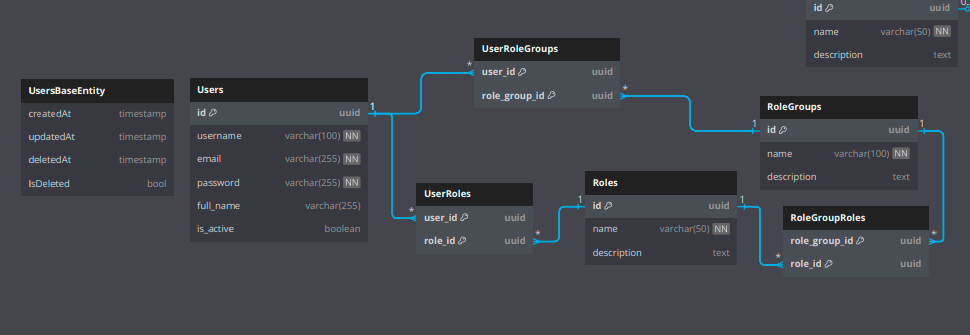 0..
id uuid
name varchar(50) NN
description text
UsersBaseEntity
createdAt timestamp
updatedAt timestamp
deletedAt timestamp
IsDeleted bool
Users
id uuid
username varchar(100) NN
email varchar(255) NN
password varchar(255) NN
full_name varchar(255)
is_active boolean
1
*
UserRoleGroups
user_id uuid
role_group_id uuid
*
*
UserRoles
user_id uuid
role_id uuid
*
1
Roles
id uuid
name varchar(50) NN
description text
1
1
RoleGroups
id uuid
name varchar(100) NN
description text
1
RoleGroupRoles
role_group_id uuid
role_id uuid
*
*